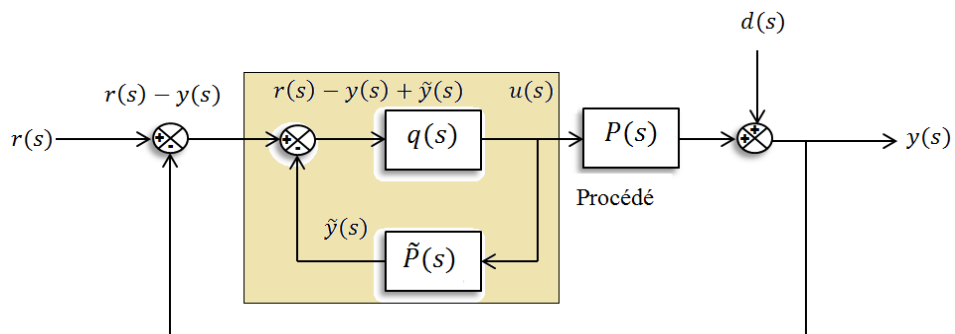 d(s)
r(s) − y(s)
r(s) − y(s) + ỹ(s)
u(s)
r(s)
+
-
+
-
q(s)
P(s)
+
+
y(s)
Procédé
ỹ(s)
P̃(s)